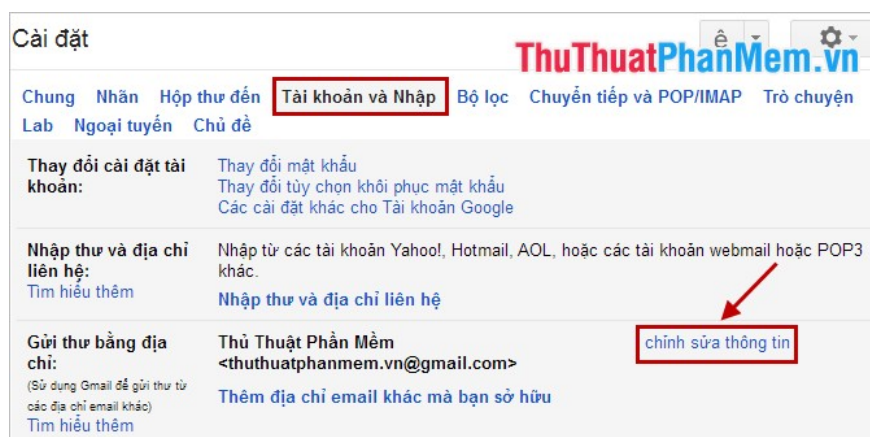 Cài đặt
ê
ThuThuatPhanMem.vn
Chung Nhãn Hộp thư đến Tài khoản và Nhập Bộ lọc Chuyển tiếp và POP/IMAP Trò chuyện
Lab Ngoại tuyến Chủ đề
Thay đổi cài đặt tài khoản:
Thay đổi mật khẩu
Thay đổi tùy chọn khôi phục mật khẩu
Các cài đặt khác cho Tài khoản Google
Nhập thư và địa chỉ
liên hệ:
Tìm hiểu thêm
Nhập từ các tài khoản Yahoo!, Hotmail, AOL, hoặc các tài khoản webmail hoặc POP3
khác.
Nhập thư và địa chỉ liên hệ
Gửi thư bằng địa
chỉ:
(Sử dụng Gmail để gửi thư từ
các địa chỉ email khác)
Tìm hiểu thêm
Thủ Thuật Phần Mềm
<thuthuatphanmem.vn@gmail.com>
chỉnh sửa thông tin
Thêm địa chỉ email khác mà bạn sở hữu